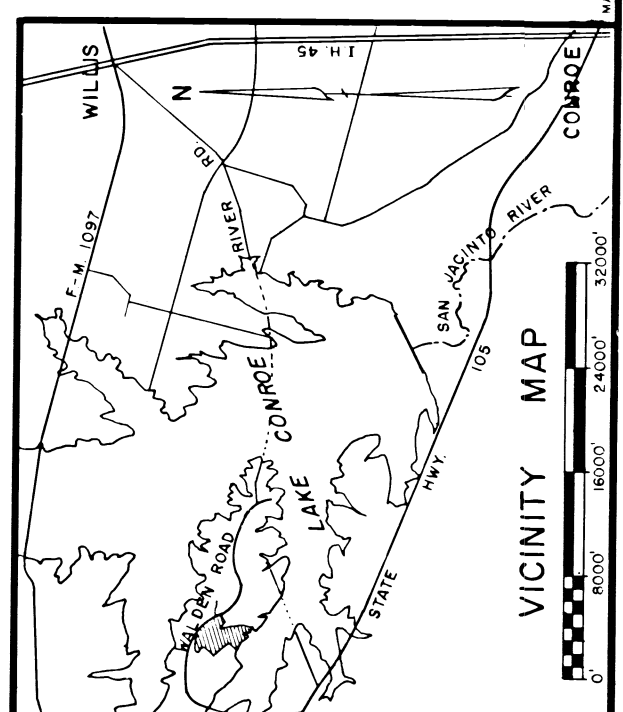 WILLIS
I.H. 45
CONROE
N
RD.
RIVER
F-M. 1097
SAN JACINTO RIVER
105
HWY.
STATE
LAKE CONROE
WALDEN ROAD
VICINITY MAP
0' 8000' 16000' 24000' 32000'